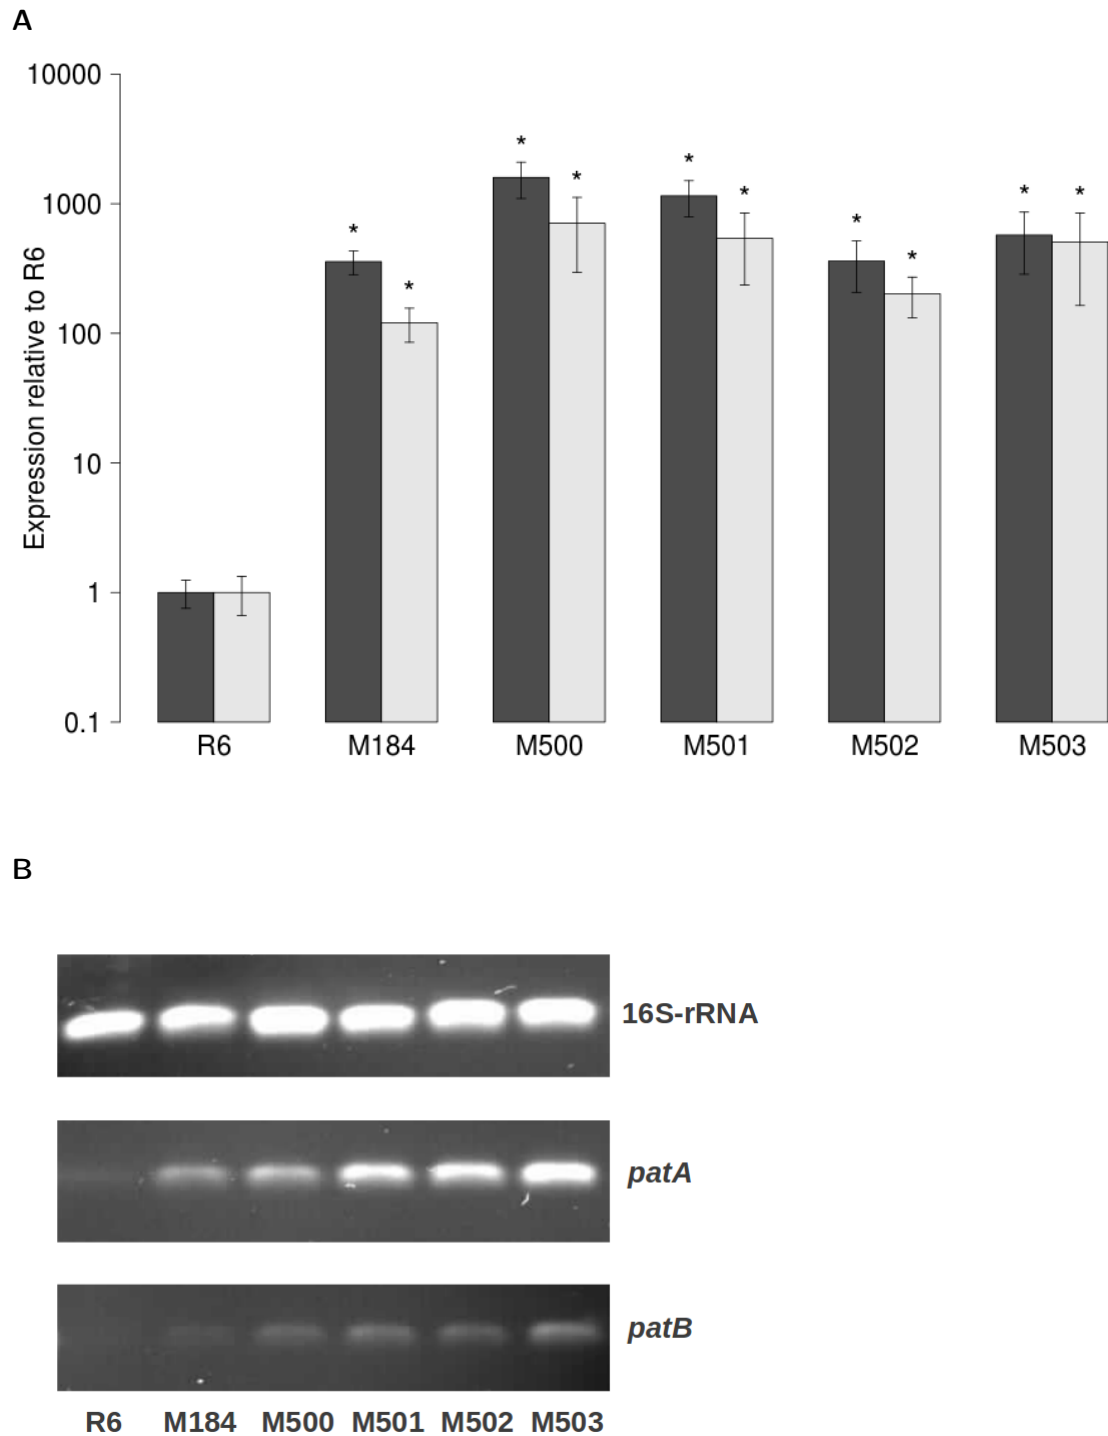 A
10000
1000
100
10
1
0.1
Expression relative to R6
* * * * * * * * * *
R6 M184 M500 M501 M502 M503
B
16S-rRNA
patA
patB
R6 M184 M500 M501 M502 M503